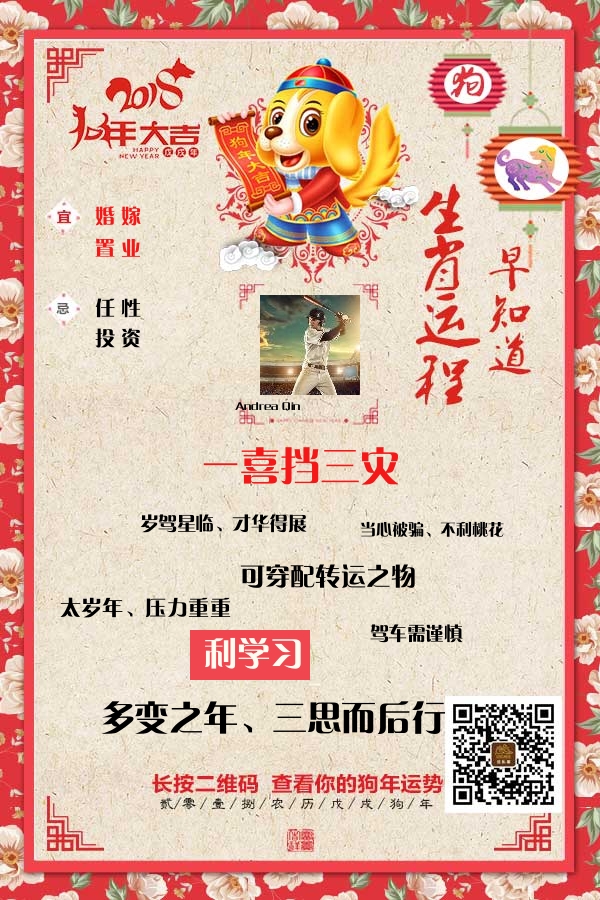 2018
狗年大吉
HAPPY
NEW YEAR
戊戌年
狗年大吉
狗
宜
婚嫁
置业
忌
任性
投资
生肖运程
早知道
Andrea Qin
HAPPY CHINESE NEW YEAR
一喜挡三灾
岁驾星临、才华得展
当心被骗、不利桃花
可穿配转运之物
太岁年、压力重重
驾车需谨慎
利学习
多变之年、三思而后行
长按二维码 查看你的狗年运势
贰/零/壹/捌/农/历/戊/戌/狗/年